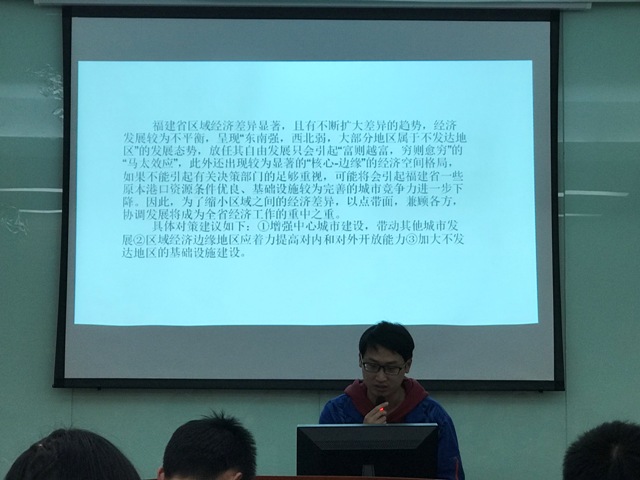 福建省区域经济差异显著，且有不断扩大差异的趋势，经济
发展较为不平衡，呈现“东南强，西北弱，大部分地区属于不发达地
区”的发展态势，放任其自由发展只会引起“富则越富，穷则愈穷”的
“马太效应”，此外还出现较为显著的“核心-边缘”的经济空间格局，
如果不能引起有关决策部门的足够重视，可能将会引起福建省一些
原本港口资源条件优良、基础设施较为完善的城市竞争力进一步下
降。因此，为了缩小区域之间的经济差异，以点带面，兼顾各方，
协调发展将成为全省经济工作的重中之重。
具体对策建议如下：①增强中心城市建设，带动其他城市发
展②区域经济边缘地区应着力提高对内和对外开放能力③加大不发
达地区的基础设施建设。